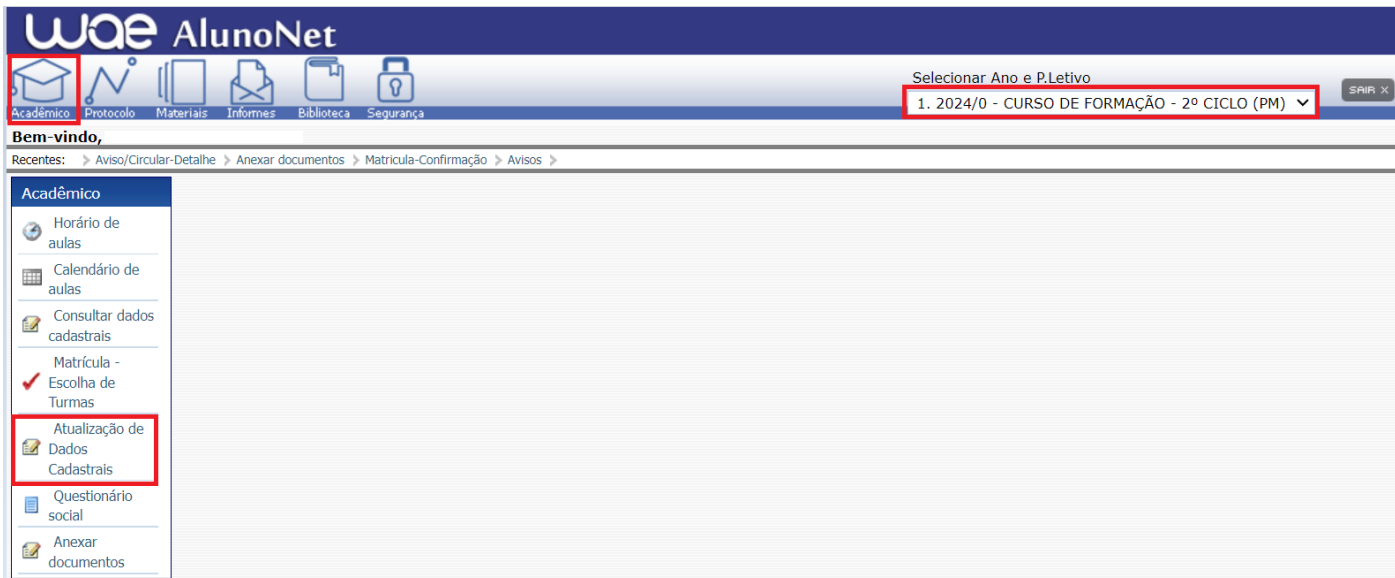 wae AlunoNet
Acadêmico Protocolo Materiais Informes Biblioteca Segurança
Selecionar Ano e P.Letivo
1. 2024/0 - CURSO DE FORMAÇÃO - 2º CICLO (PM)
SAIR X
Bem-vindo,
Recentes: Aviso/Circular-Detalhe Anexar documentos Matricula-Confirmação Avisos
Acadêmico
Horário de
aulas
Calendário de
aulas
Consultar dados
cadastrais
Matrícula -
Escolha de
Turmas
Atualização de
Dados
Cadastrais
Questionário
social
Anexar
documentos